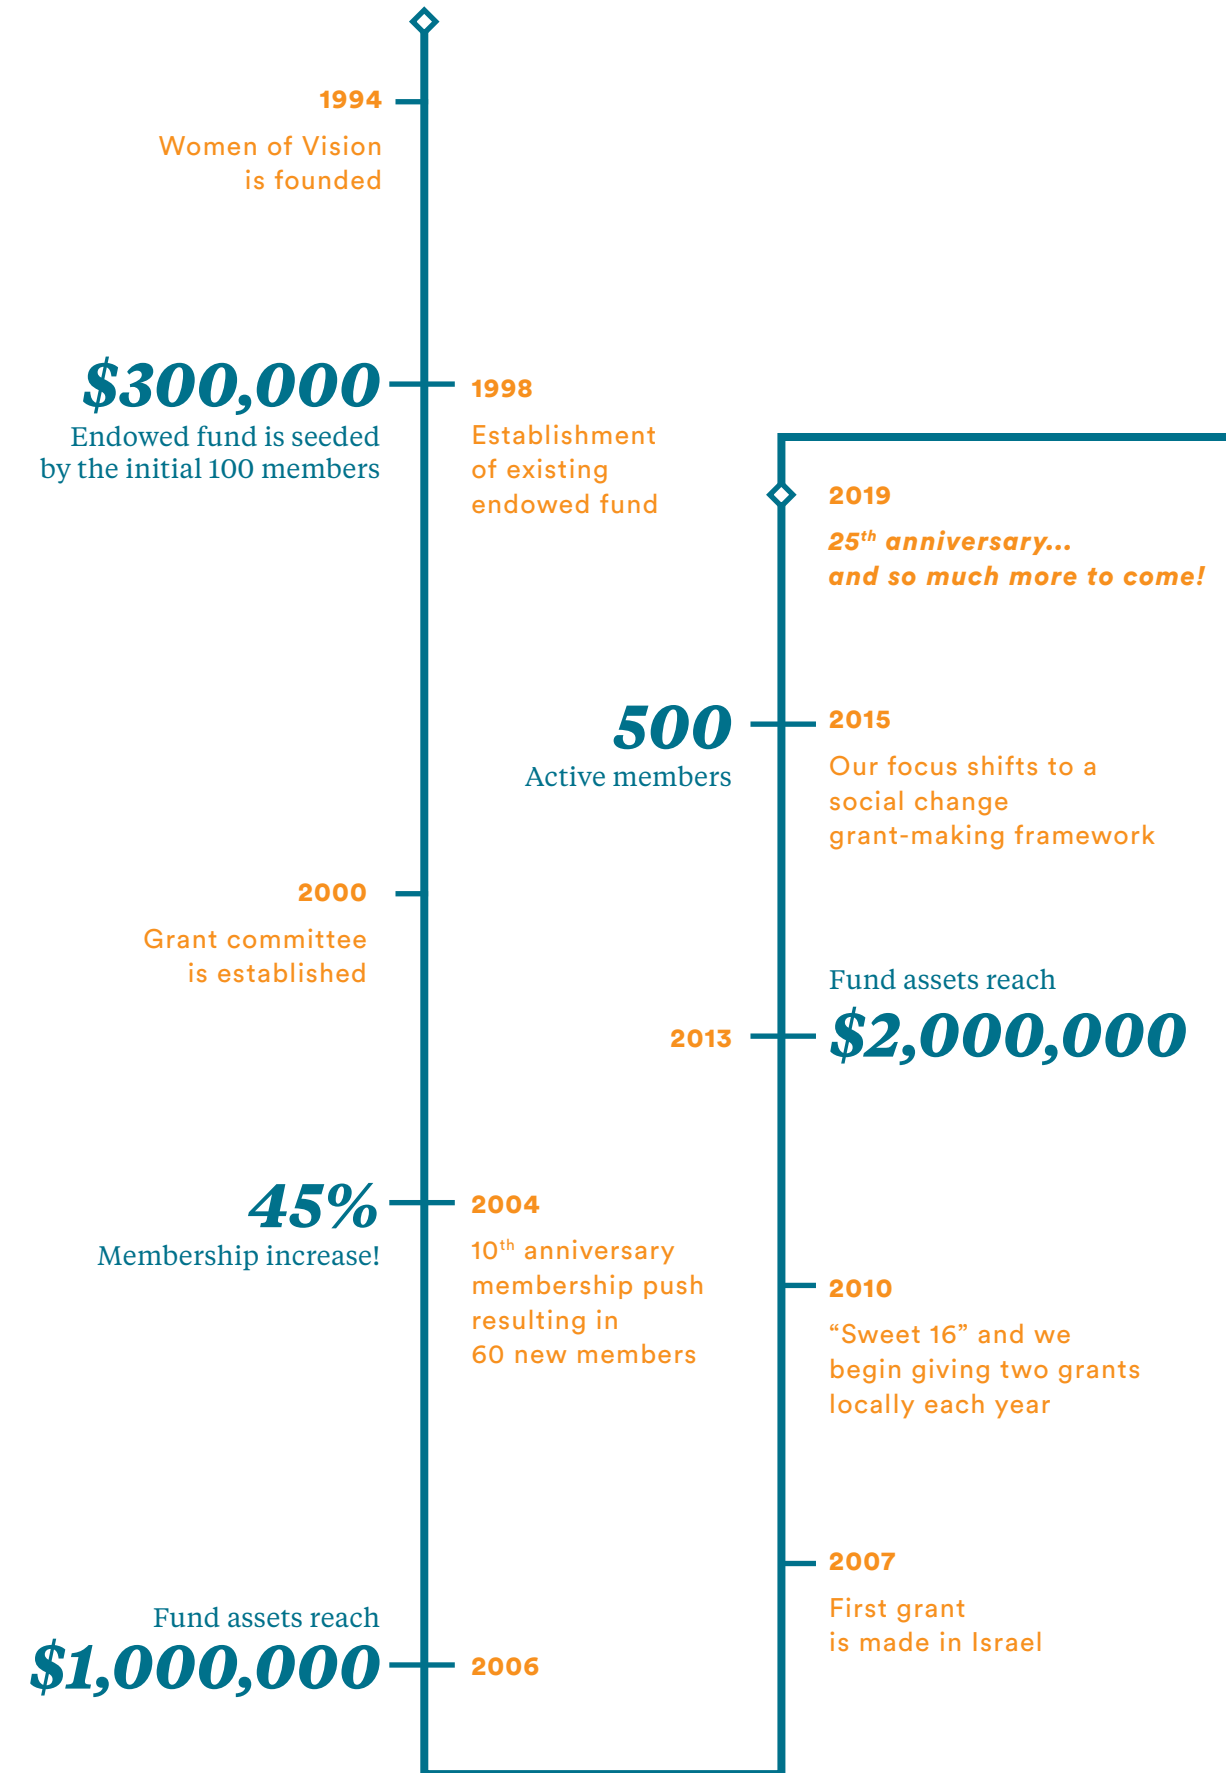 1994
Women of Vision
is founded
$300,000
Endowed fund is seeded
by the initial 100 members
1998
Establishment
of existing
endowed fund
2000
Grant committee
is established
45%
Membership increase!
2004
10th anniversary
membership push
resulting in
60 new members
Fund assets reach
$1,000,000
2006
2007
First grant
is made in Israel
2010
“Sweet 16” and we
begin giving two grants
locally each year
2013
Fund assets reach
$2,000,000
500
Active members
2015
Our focus shifts to a
social change
grant-making framework
2019
25th anniversary...
and so much more to come!